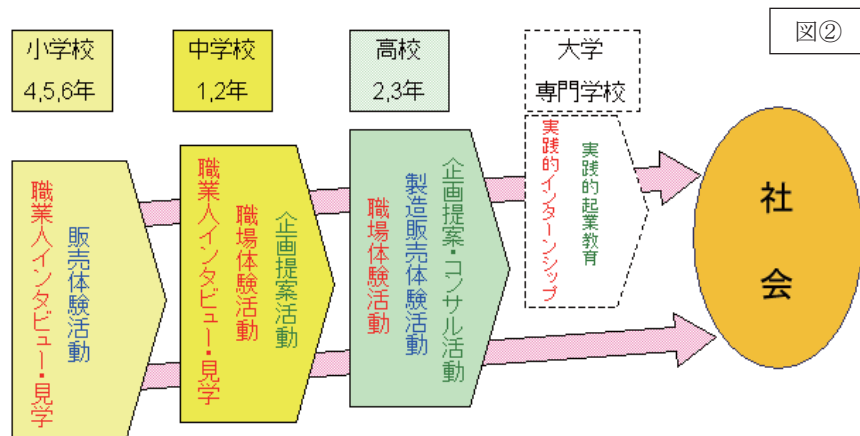 図②
小学校
4,5,6年
中学校
1,2年
高校
2,3年
大学
専門学校
職業人インタビュー・見学
販売体験活動
職業人インタビュー・見学
職場体験活動
企画提案活動
職場体験活動
製造販売体験活動
企画提案・コンサル活動
実践的インターンシップ
実践的起業教育
社会